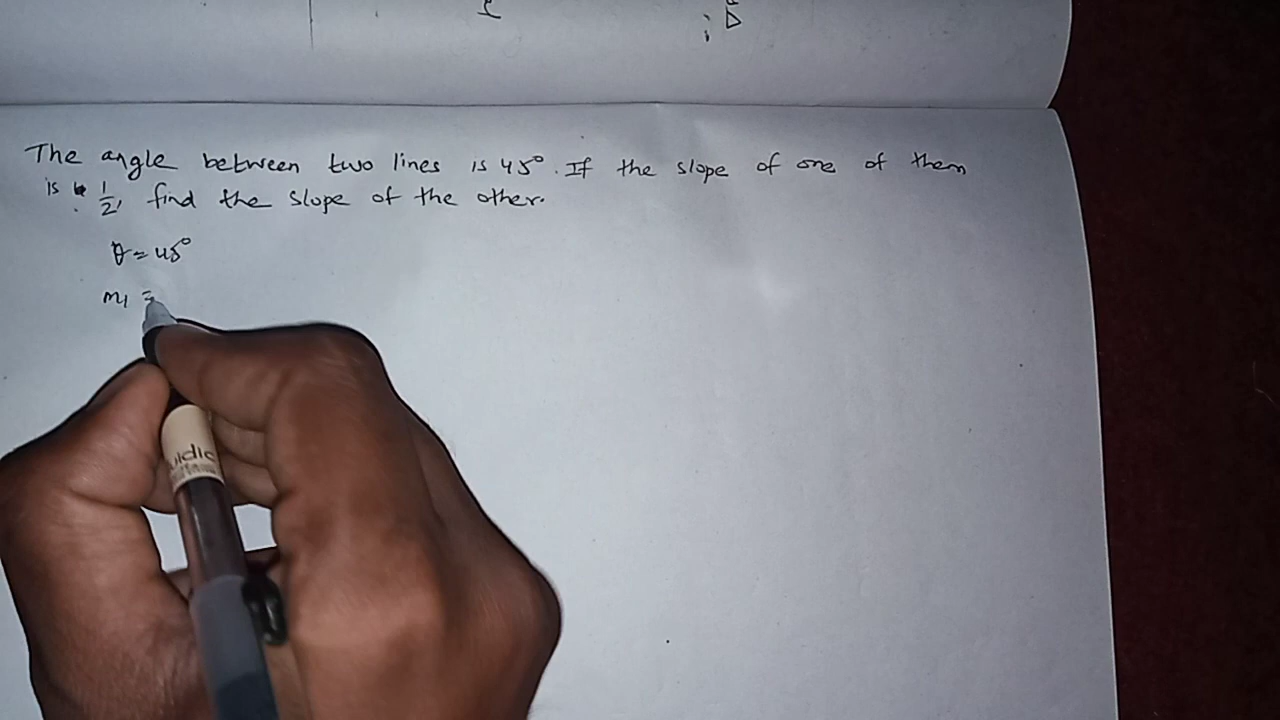 The angle between two lines is 45°. If the slope of one of them
is 1/2, find the slope of the other.
θ = 45°
m₁ =